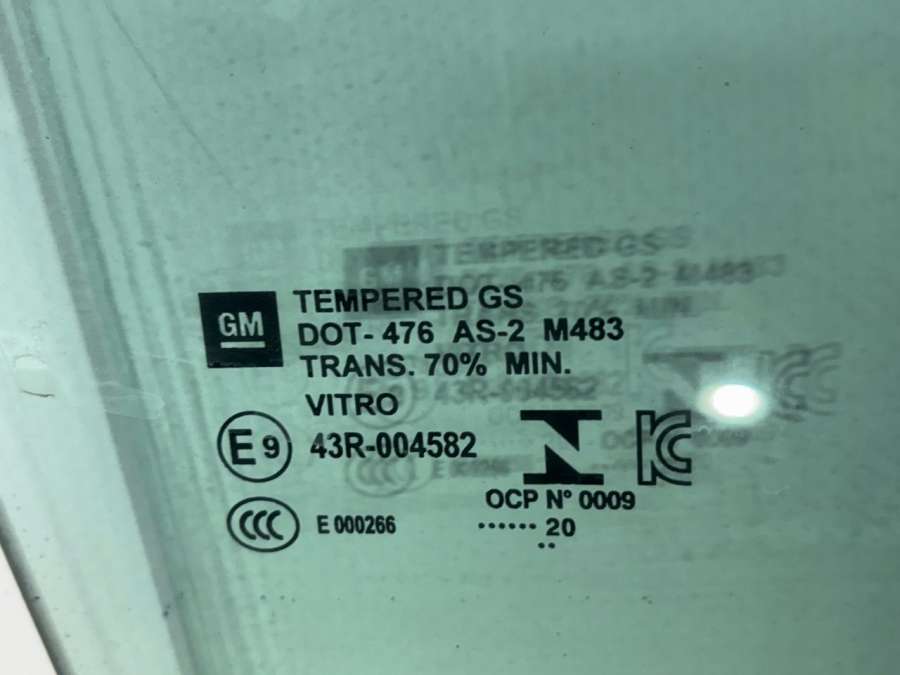 GM
TEMPERED GS
DOT- 476 AS-2 M483
TRANS. 70% MIN.
VITRO
E9 43R-004582
N KC
OCP N° 0009
CCC E 000266
······ 20
··